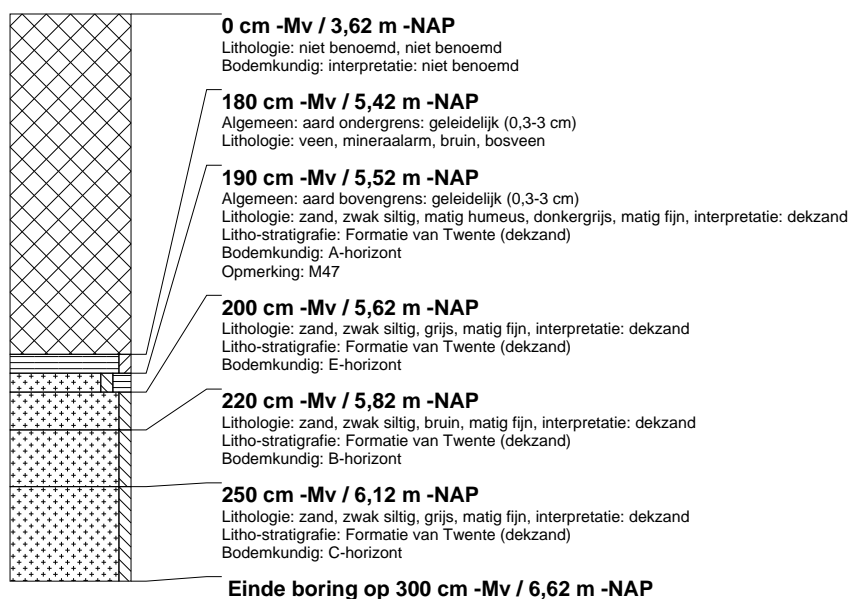 0 cm -Mv / 3,62 m -NAP
Lithologie: niet benoemd, niet benoemd
Bodemkundig: interpretatie: niet benoemd
180 cm -Mv / 5,42 m -NAP
Algemeen: aard ondergrens: geleidelijk (0,3-3 cm)
Lithologie: veen, mineraalarm, bruin, bosveen
190 cm -Mv / 5,52 m -NAP
Algemeen: aard bovengrens: geleidelijk (0,3-3 cm)
Lithologie: zand, zwak siltig, matig humeus, donkergrijs, matig fijn, interpretatie: dekzand
Litho-stratigrafie: Formatie van Twente (dekzand)
Bodemkundig: A-horizont
Opmerking: M47
200 cm -Mv / 5,62 m -NAP
Lithologie: zand, zwak siltig, grijs, matig fijn, interpretatie: dekzand
Litho-stratigrafie: Formatie van Twente (dekzand)
Bodemkundig: E-horizont
220 cm -Mv / 5,82 m -NAP
Lithologie: zand, zwak siltig, bruin, matig fijn, interpretatie: dekzand
Litho-stratigrafie: Formatie van Twente (dekzand)
Bodemkundig: B-horizont
250 cm -Mv / 6,12 m -NAP
Lithologie: zand, zwak siltig, grijs, matig fijn, interpretatie: dekzand
Litho-stratigrafie: Formatie van Twente (dekzand)
Bodemkundig: C-horizont
Einde boring op 300 cm -Mv / 6,62 m -NAP